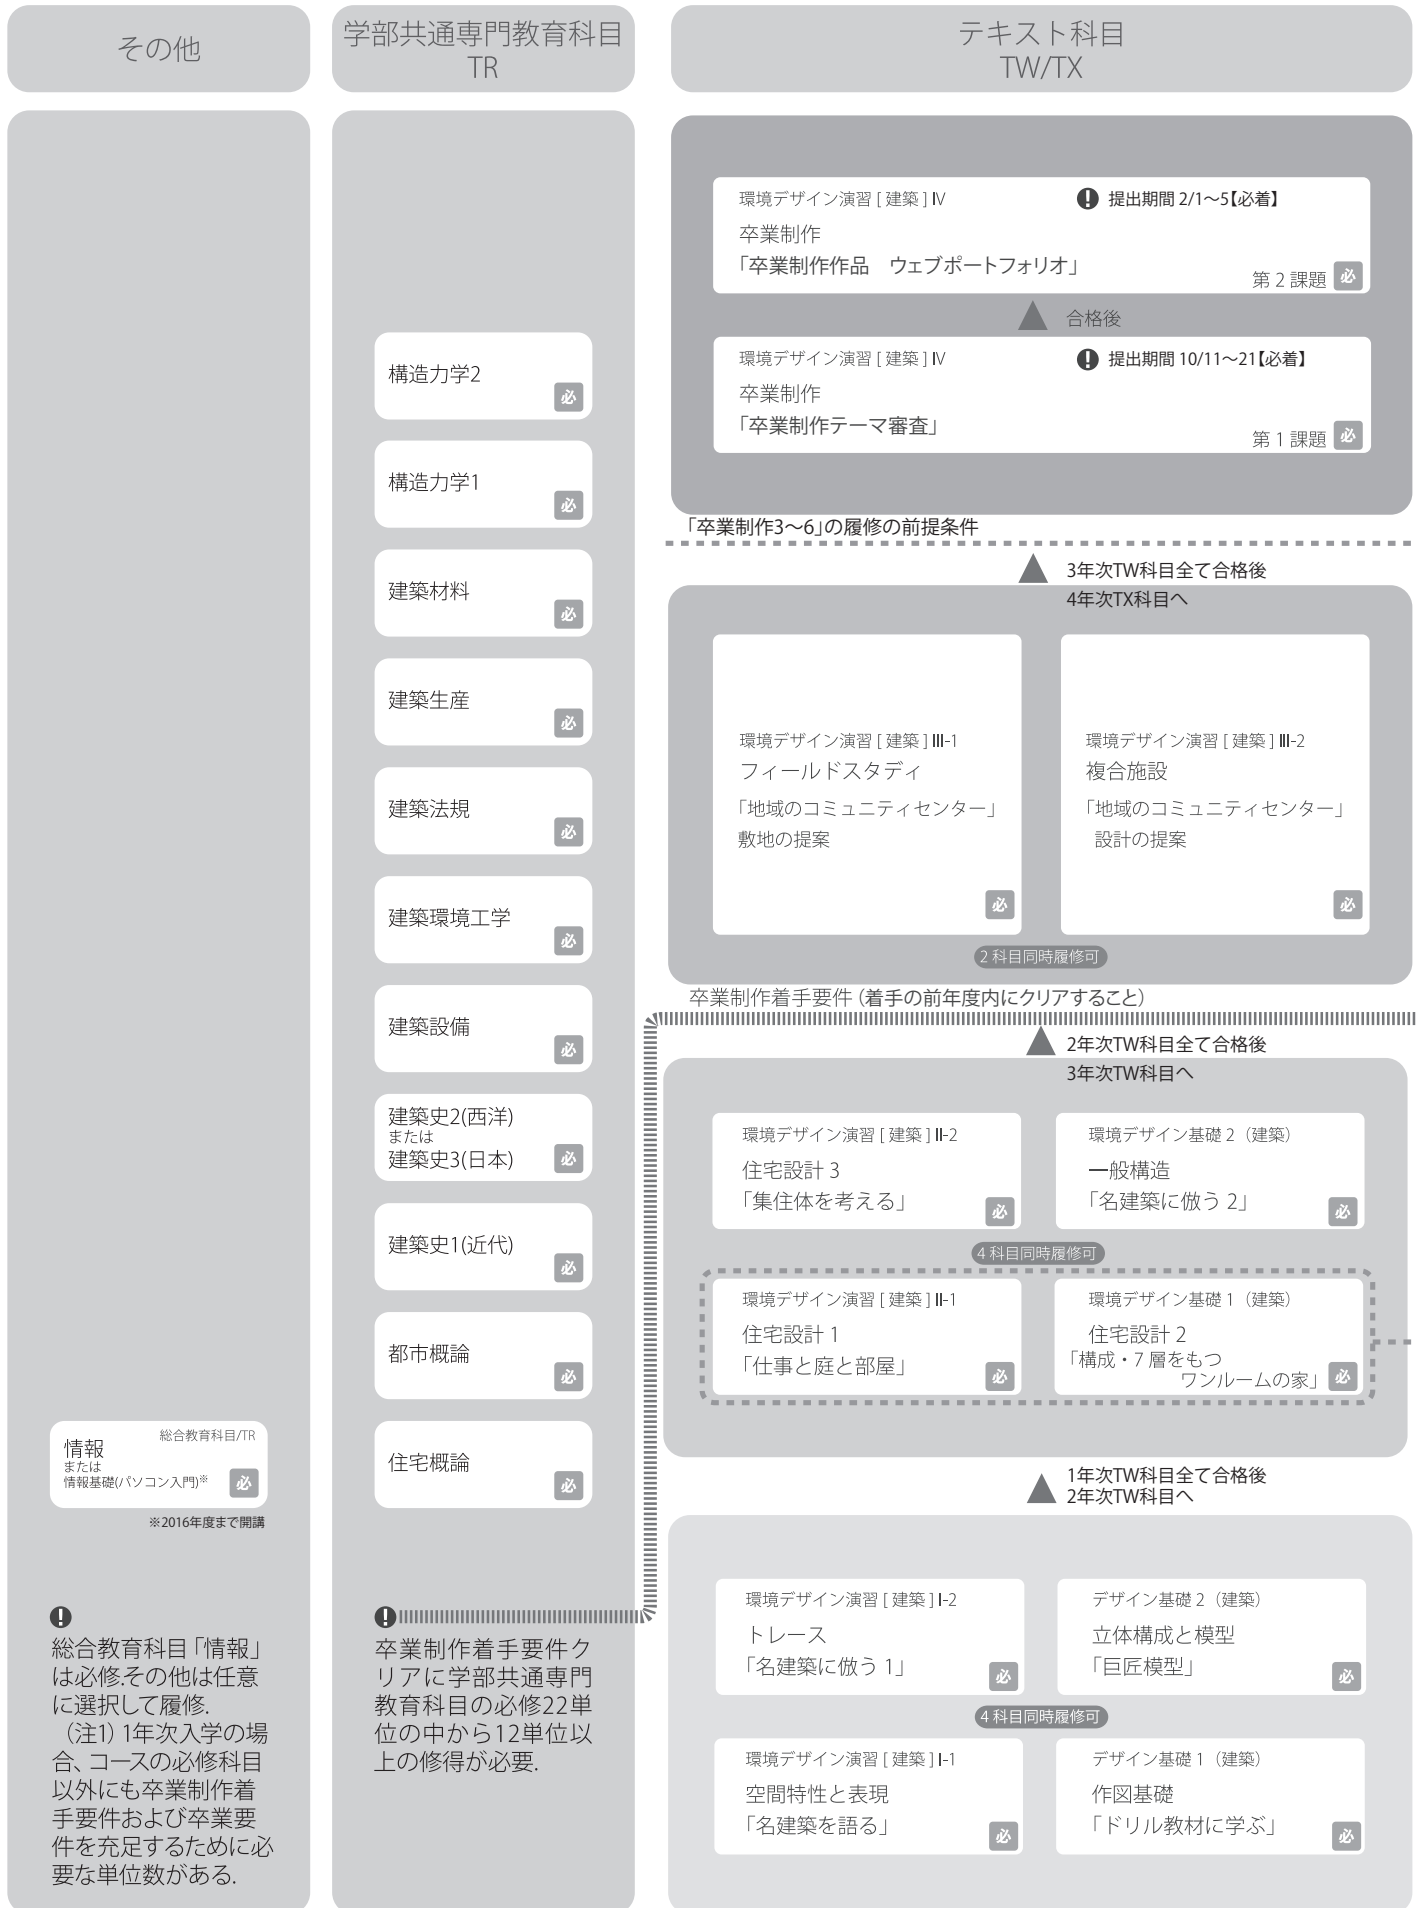 その他
学部共通専門教育科目
TR
テキスト科目
TW/TX
総合教育科目/TR
情報
または
情報基礎(パソコン入門)※
必
※2016年度まで開講
!
総合教育科目「情報」
は必修.その他は任意
に選択して履修.
(注1) 1年次入学の場
合、コースの必修科目
以外にも卒業制作着
手要件および卒業要
件を充足するために必
要な単位数がある.
構造力学2
必
構造力学1
必
建築材料
必
建築生産
必
建築法規
必
建築環境工学
必
建築設備
必
建築史2(西洋)
または
建築史3(日本)
必
建築史1(近代)
必
都市概論
必
住宅概論
必
!
卒業制作着手要件ク
リアに学部共通専門
教育科目の必修22単
位の中から12単位以
上の修得が必要.
環境デザイン演習 [ 建築 ] IV
! 提出期間 2/1〜5【必着】
卒業制作
「卒業制作作品　ウェブポートフォリオ」
第 2 課題 必
合格後
環境デザイン演習 [ 建築 ] IV
! 提出期間 10/11〜21【必着】
卒業制作
「卒業制作テーマ審査」
第 1 課題 必
「卒業制作3〜6」の履修の前提条件
3年次TW科目全て合格後
4年次TX科目へ
環境デザイン演習 [ 建築 ] III-1
フィールドスタディ
「地域のコミュニティセンター」
敷地の提案
必
環境デザイン演習 [ 建築 ] III-2
複合施設
「地域のコミュニティセンター」
設計の提案
必
2 科目同時履修可
卒業制作着手要件 (着手の前年度内にクリアすること)
2年次TW科目全て合格後
3年次TW科目へ
環境デザイン演習 [ 建築 ] II-2
住宅設計 3
「集住体を考える」
必
環境デザイン基礎 2（建築）
一般構造
「名建築に倣う 2」
必
4 科目同時履修可
環境デザイン演習 [ 建築 ] II-1
住宅設計 1
「仕事と庭と部屋」
必
環境デザイン基礎 1（建築）
住宅設計 2
「構成・7 層をもつ
ワンルームの家」
必
1年次TW科目全て合格後
2年次TW科目へ
環境デザイン演習 [ 建築 ] I-2
トレース
「名建築に倣う 1」
必
デザイン基礎 2（建築）
立体構成と模型
「巨匠模型」
必
4 科目同時履修可
環境デザイン演習 [ 建築 ] I-1
空間特性と表現
「名建築を語る」
必
デザイン基礎 1（建築）
作図基礎
「ドリル教材に学ぶ」
必